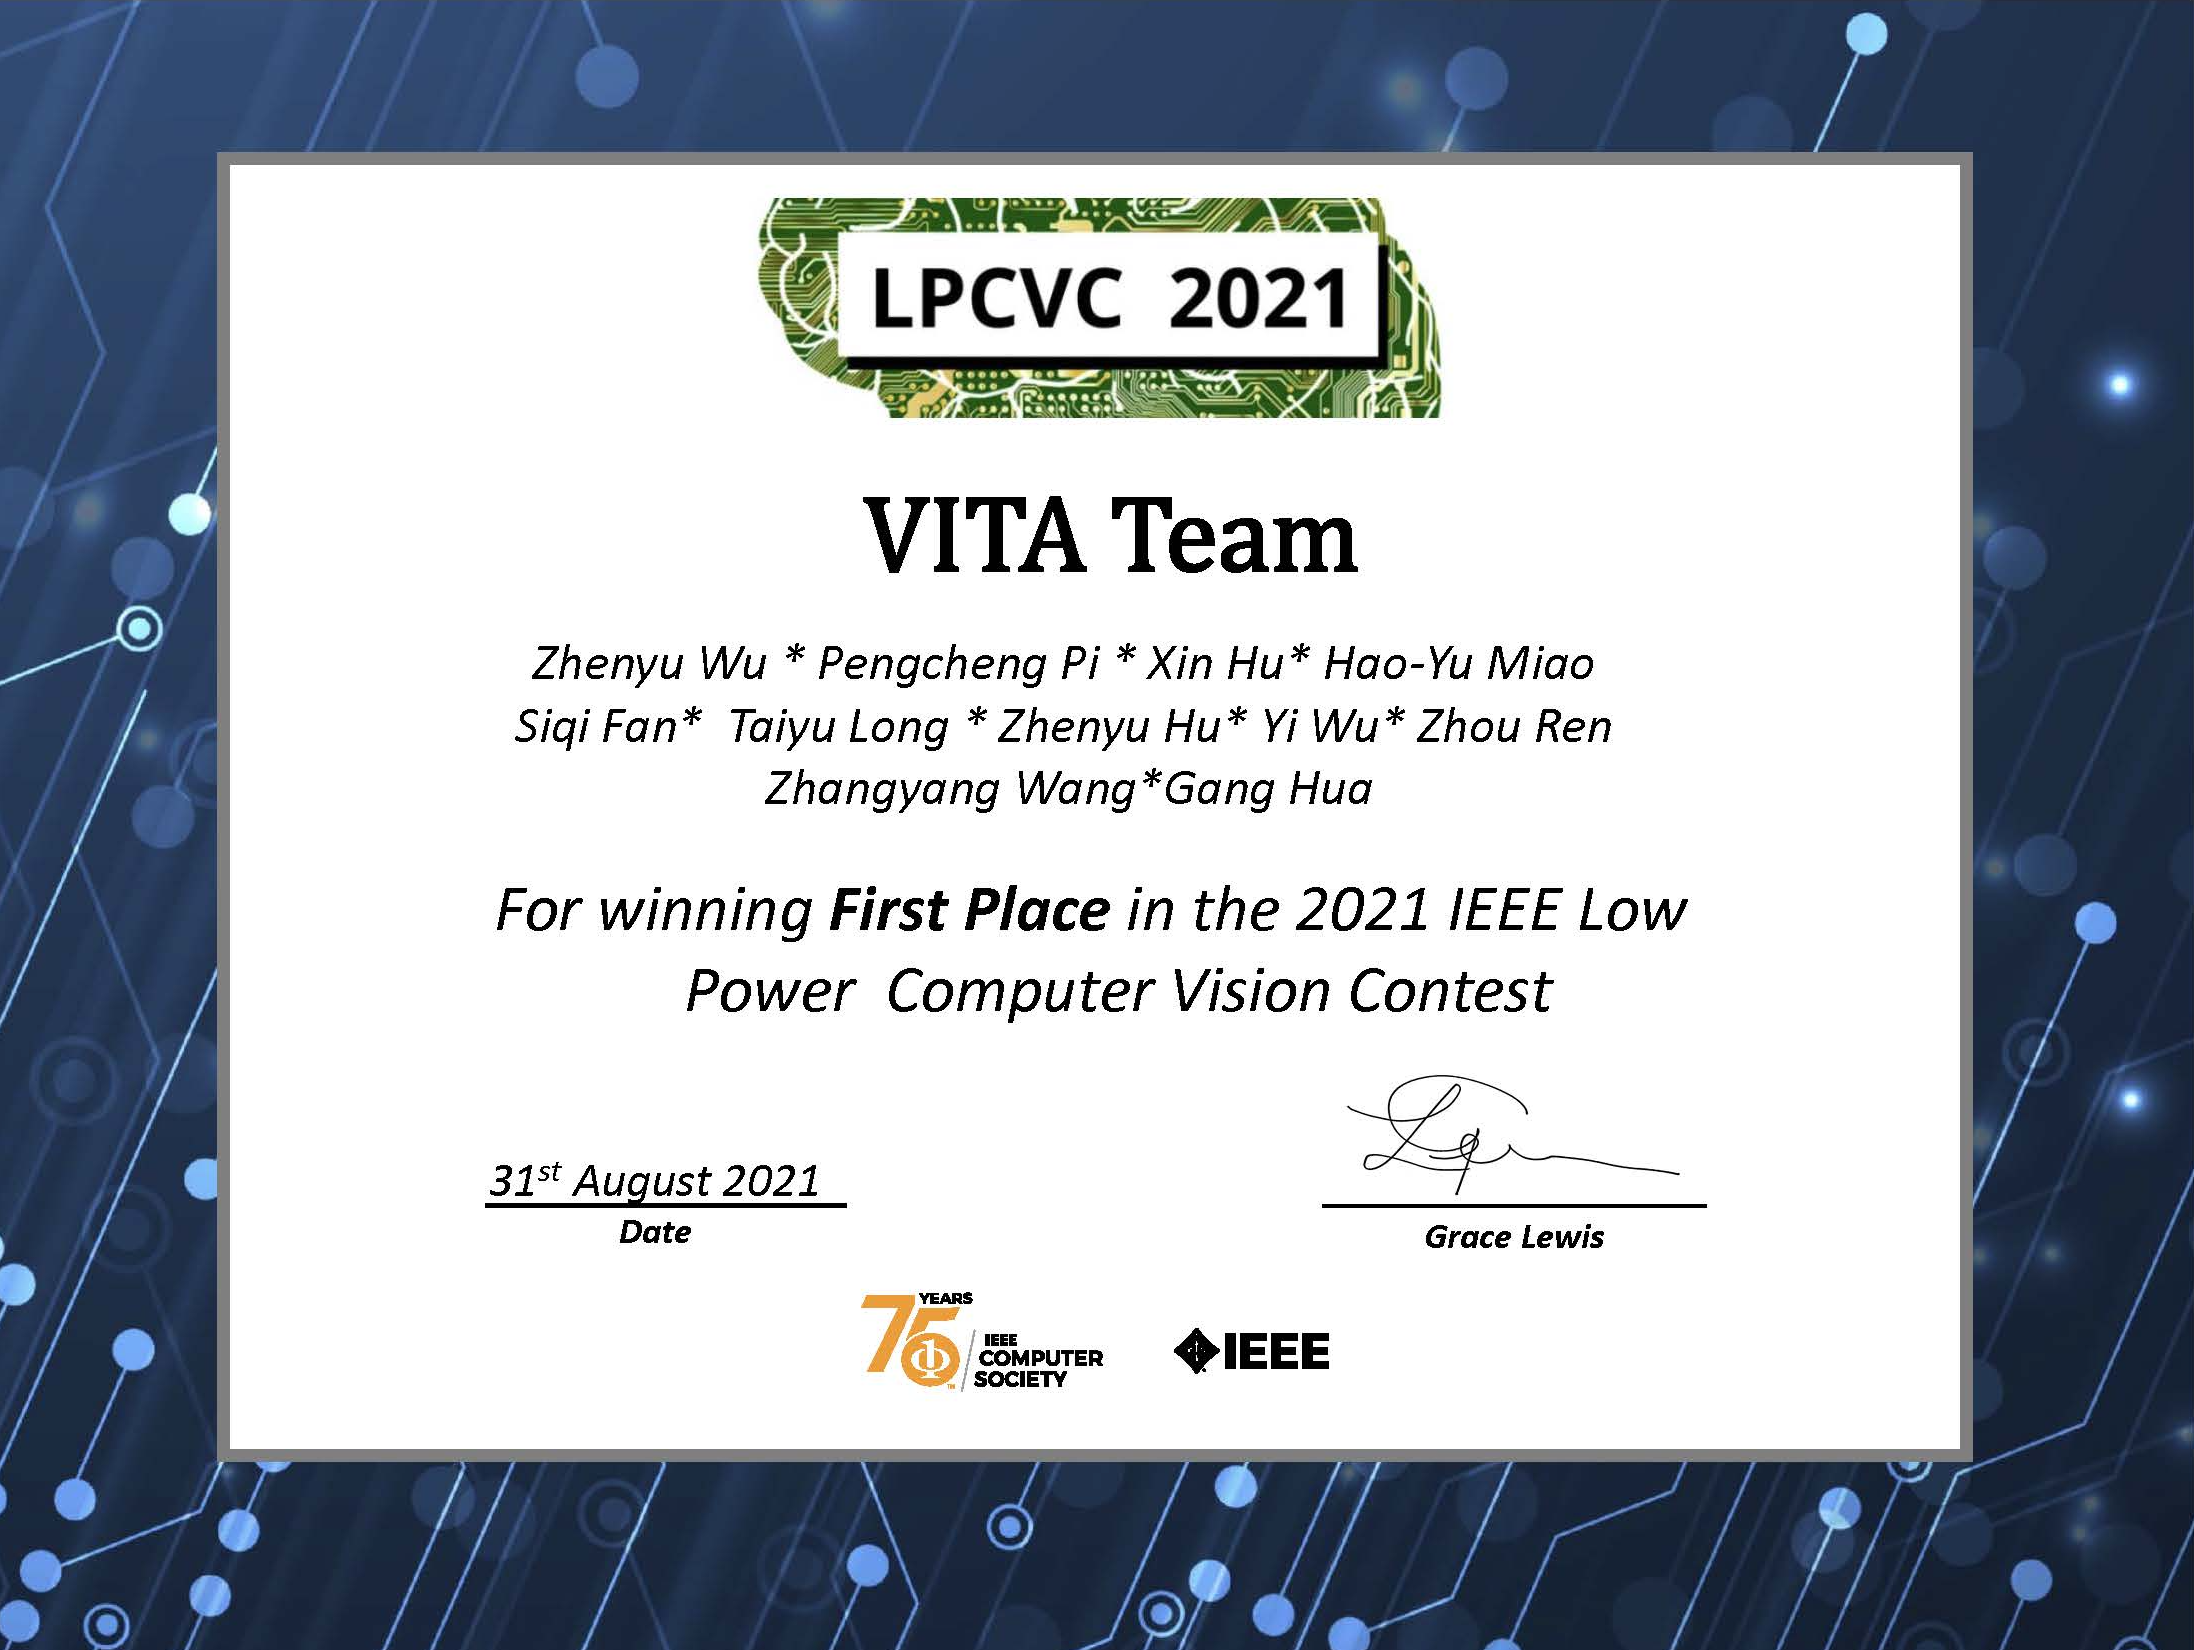 LPCVC 2021
VITA Team
Zhenyu Wu * Pengcheng Pi * Xin Hu* Hao-Yu Miao
Siqi Fan* Taiyu Long * Zhenyu Hu* Yi Wu* Zhou Ren
Zhangyang Wang*Gang Hua
For winning First Place in the 2021 IEEE Low
Power Computer Vision Contest
31st August 2021
Date
Grace Lewis
75 YEARS
IEEE
COMPUTER
SOCIETY
IEEE